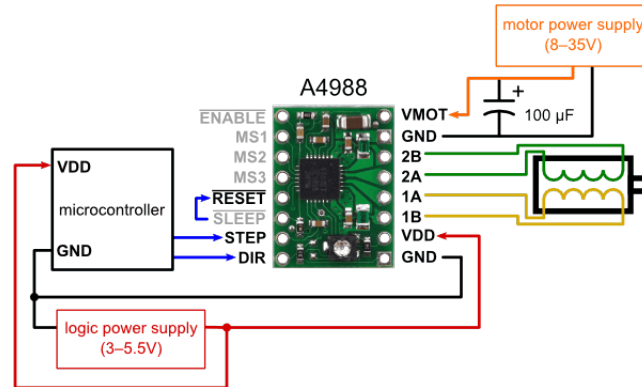 motor power supply
(8–35V)
A4988
+
100 µF
ENABLE
MS1
MS2
MS3
RESET
SLEEP
STEP
DIR
VMOT
GND
2B
2A
1A
1B
VDD
GND
VDD
microcontroller
GND
logic power supply
(3–5.5V)